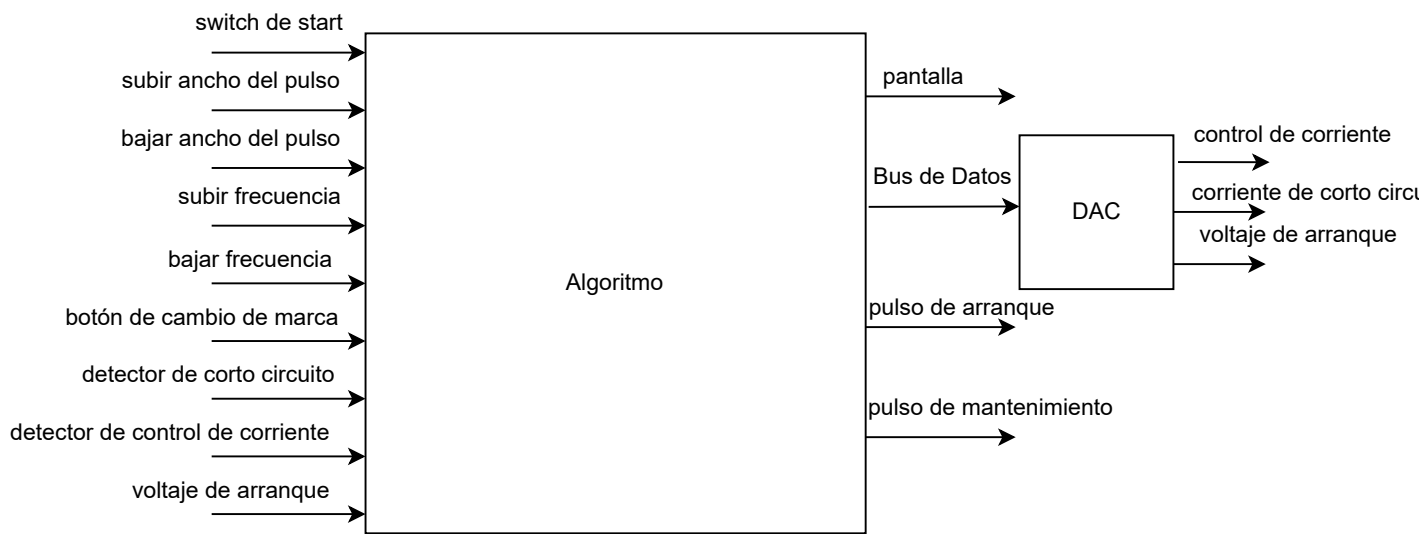 switch de start
subir ancho del pulso
bajar ancho del pulso
subir frecuencia
bajar frecuencia
botón de cambio de marca
detector de corto circuito
detector de control de corriente
voltaje de arranque
Algoritmo
pantalla
Bus de Datos
pulso de arranque
pulso de mantenimiento
DAC
control de corriente
corriente de corto
voltaje de arranque